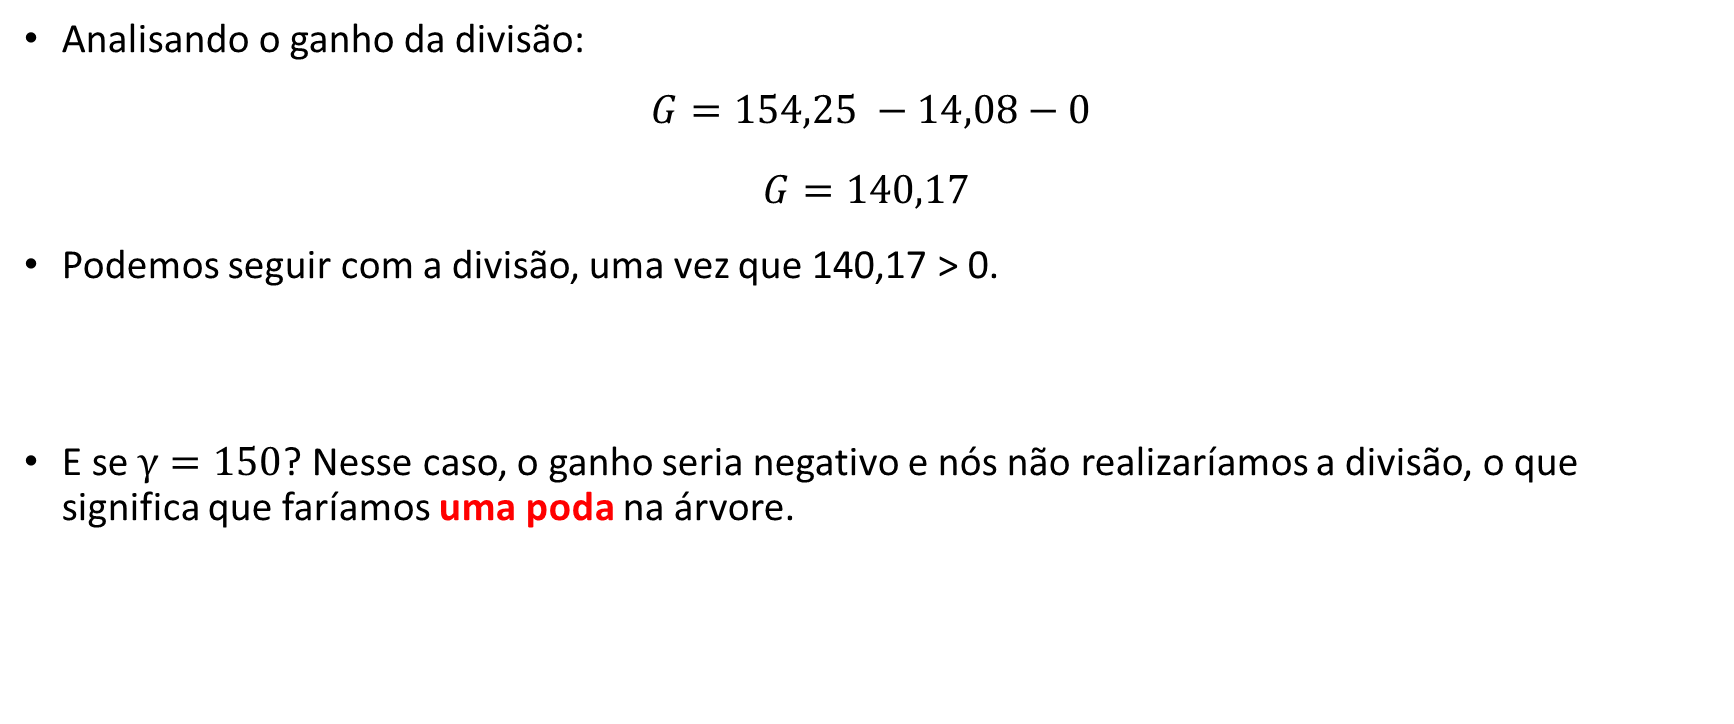 • Analisando o ganho da divisão:
G = 154,25 − 14,08 − 0
G = 140,17
• Podemos seguir com a divisão, uma vez que 140,17 > 0.
• E se γ = 150? Nesse caso, o ganho seria negativo e nós não realizaríamos a divisão, o que
significa que faríamos uma poda na árvore.